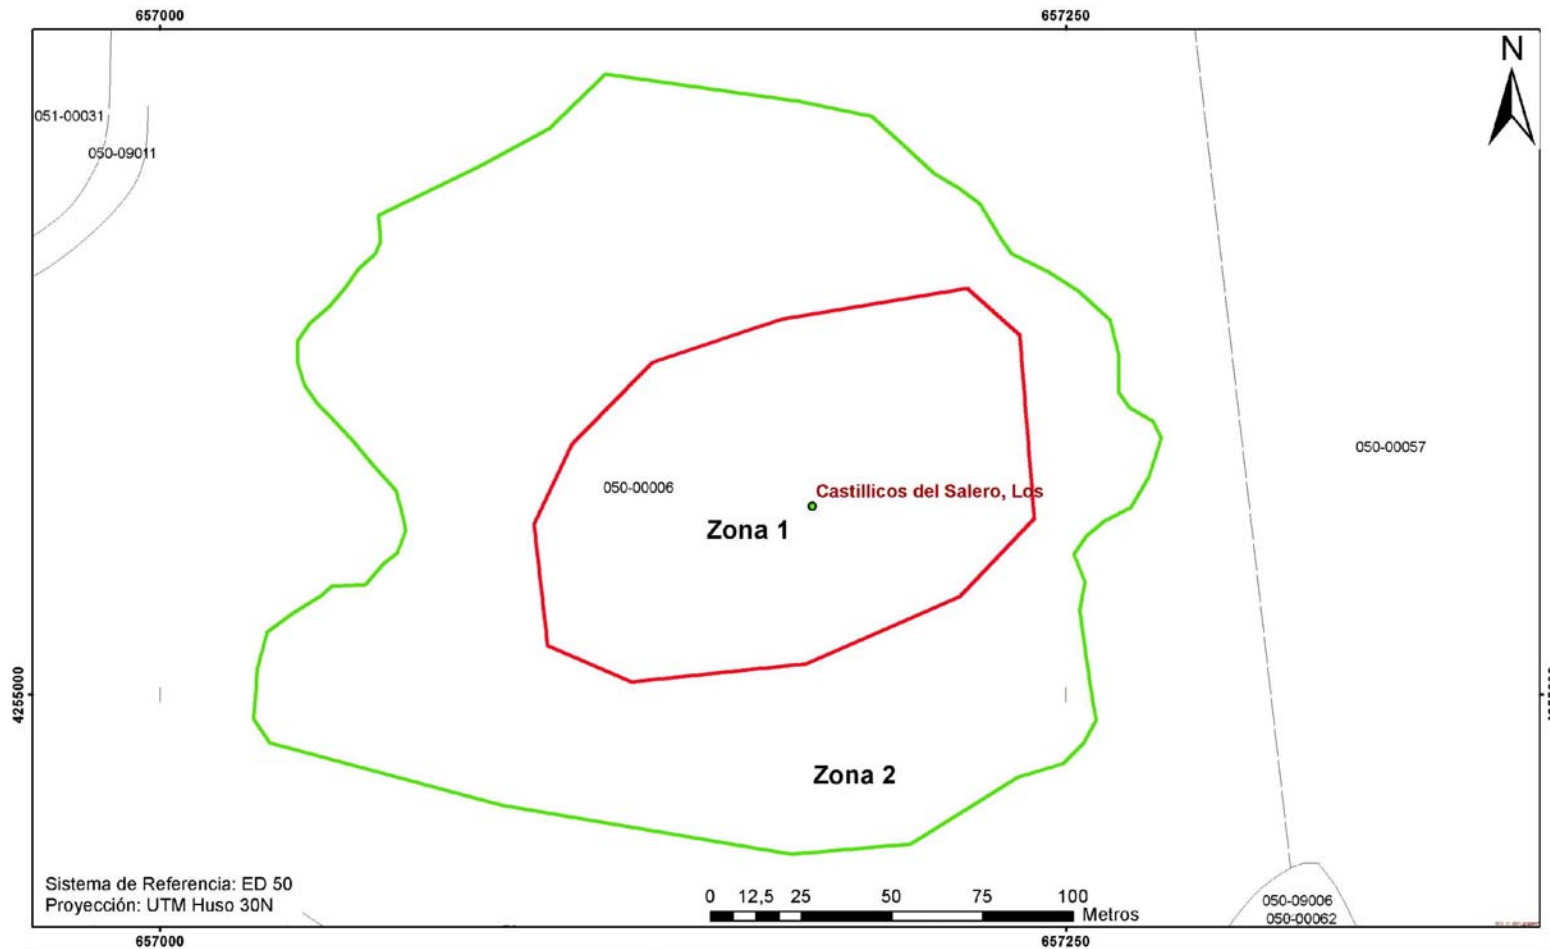 657000
657250
N
051-00031
050-09011
050-00057
050-00006
Castillicos del Salero, Los
Zona 1
4255000
Zona 2
Sistema de Referencia: ED 50
Proyección: UTM Huso 30N
0 12,5 25 50 75 100
Metros
050-09006
050-00062
657000
657250